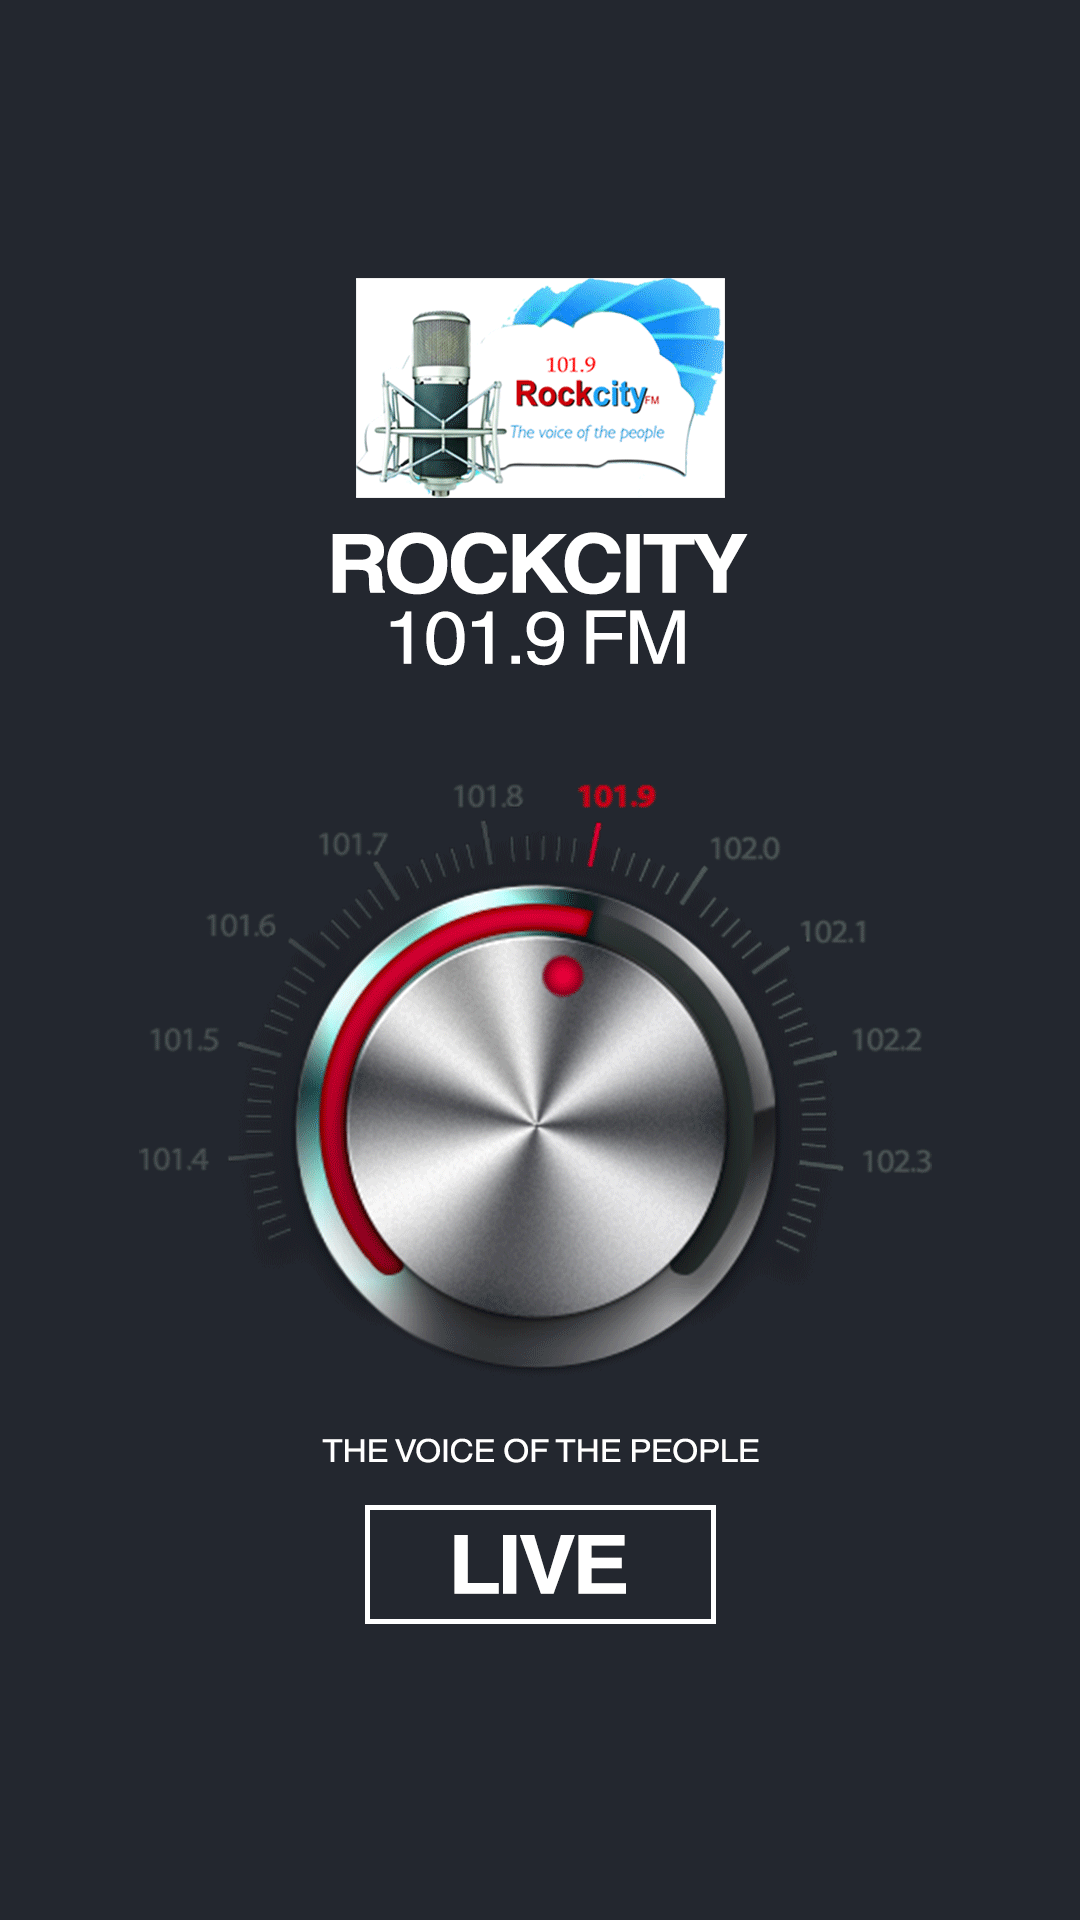 101.9
Rockcity FM
The voice of the people
ROCKCITY
101.9 FM
101.8 101.9
101.7 102.0
101.6 102.1
101.5 102.2
101.4 102.3
THE VOICE OF THE PEOPLE
LIVE